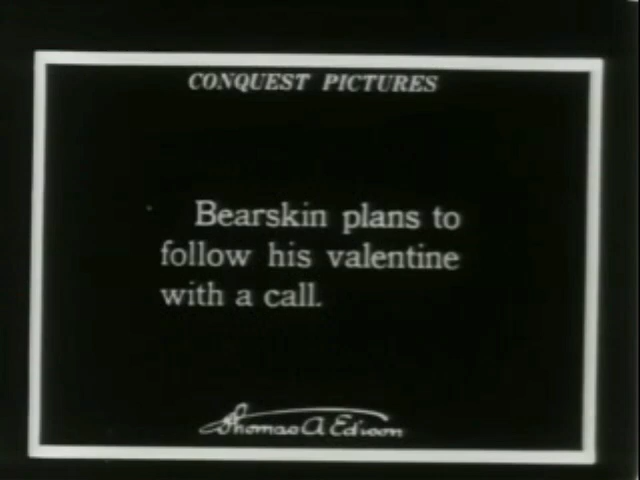 CONQUEST PICTURES
Bearskin plans to
follow his valentine
with a call.
Thomas A Edison